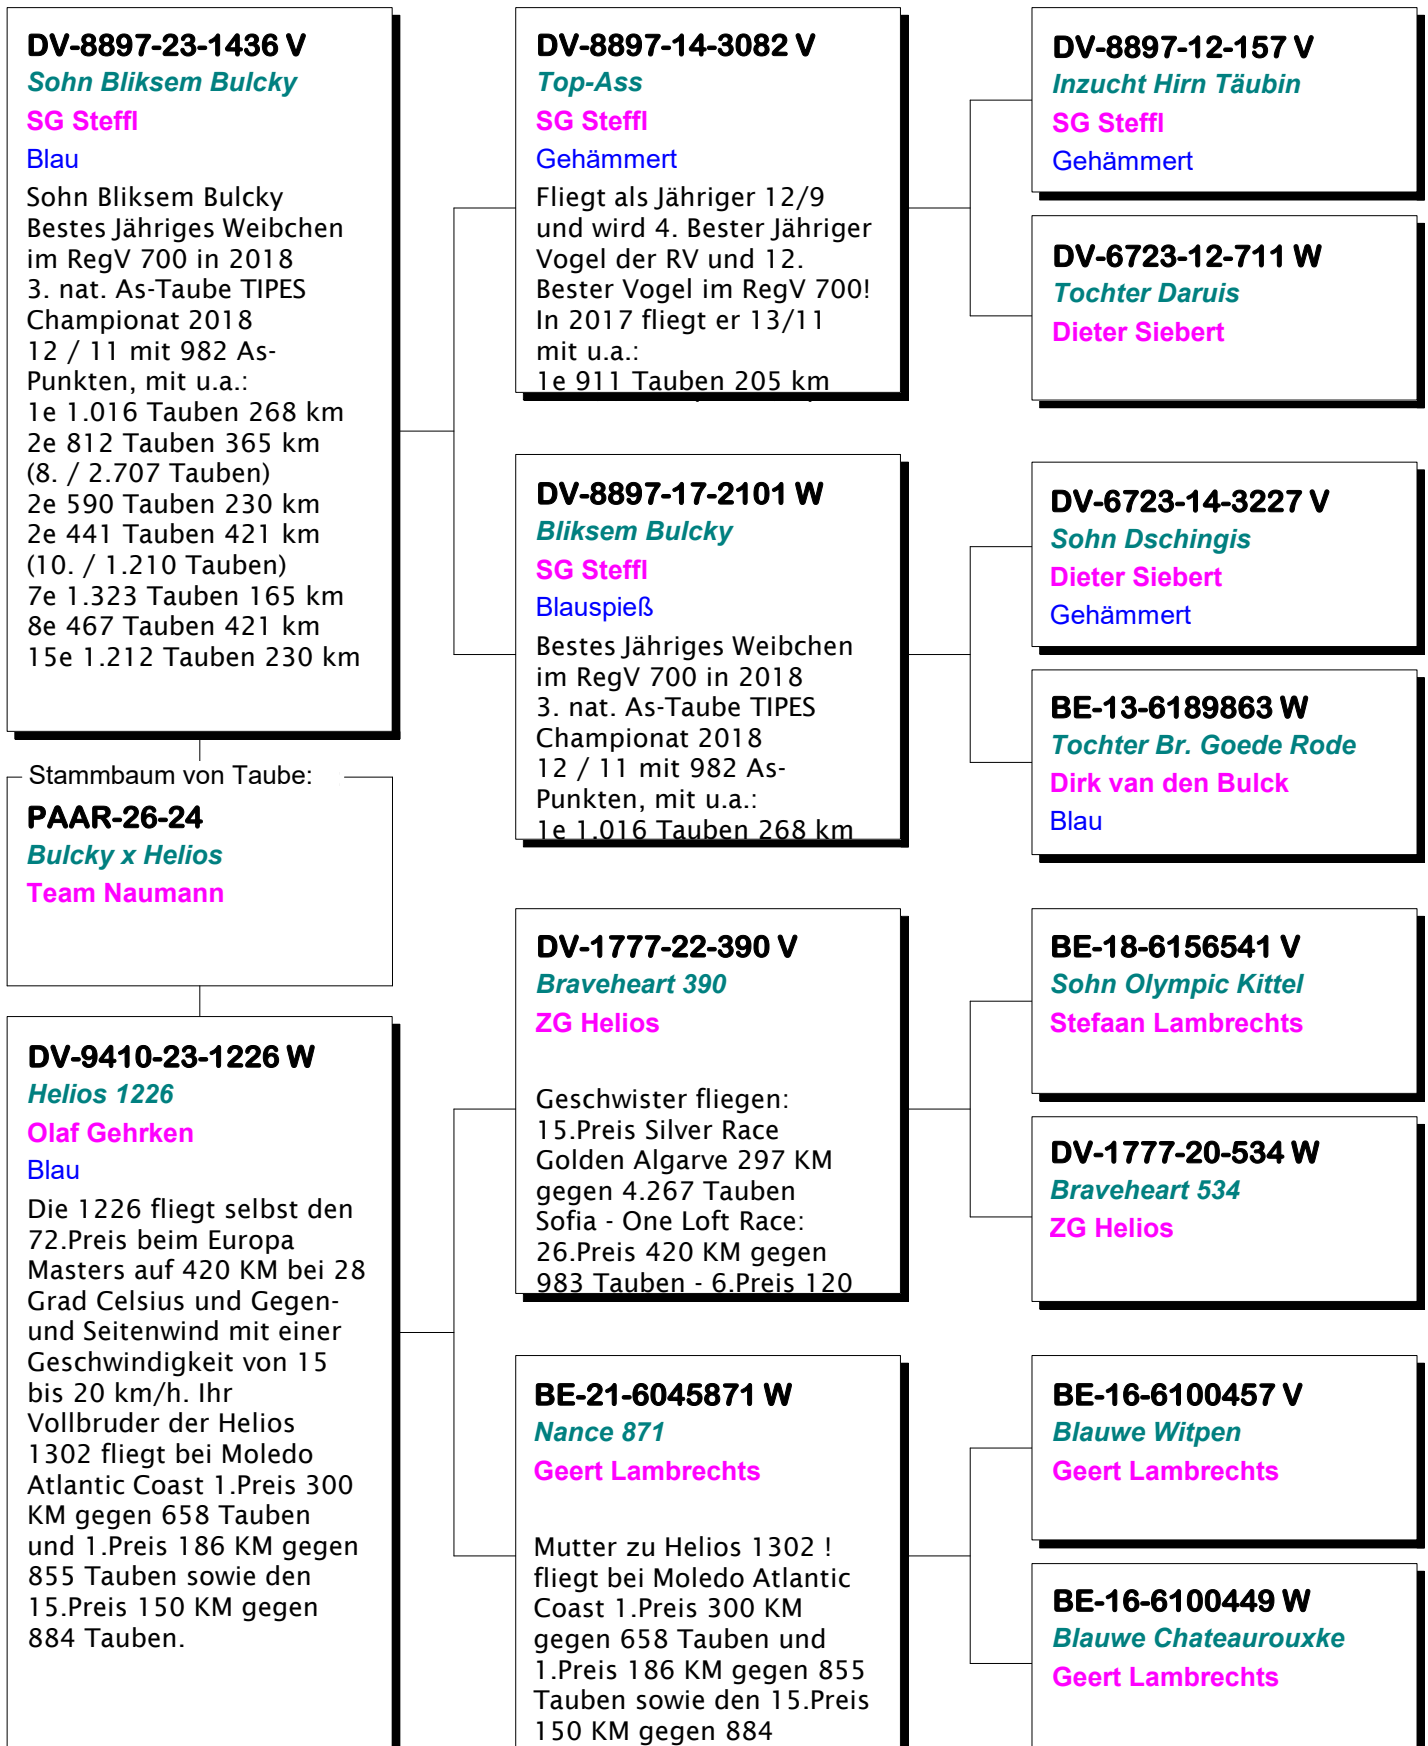 DV-8897-23-1436 V
Sohn Bliksem Bulcky
SG Steffl
Blau
Sohn Bliksem Bulcky
Bestes Jähriges Weibchen
im RegV 700 in 2018
3. nat. As-Taube TIPES
Championat 2018
12 / 11 mit 982 As-
Punkten, mit u.a.:
1e 1.016 Tauben 268 km
2e 812 Tauben 365 km
(8. / 2.707 Tauben)
2e 590 Tauben 230 km
2e 441 Tauben 421 km
(10. / 1.210 Tauben)
7e 1.323 Tauben 165 km
8e 467 Tauben 421 km
15e 1.212 Tauben 230 km
Stammbaum von Taube:
PAAR-26-24
Bulcky x Helios
Team Naumann
DV-9410-23-1226 W
Helios 1226
Olaf Gehrken
Blau
Die 1226 fliegt selbst den
72.Preis beim Europa
Masters auf 420 KM bei 28
Grad Celsius und Gegen-
und Seitenwind mit einer
Geschwindigkeit von 15
bis 20 km/h. Ihr
Vollbruder der Helios
1302 fliegt bei Moledo
Atlantic Coast 1.Preis 300
KM gegen 658 Tauben
und 1.Preis 186 KM gegen
855 Tauben sowie den
15.Preis 150 KM gegen
884 Tauben.
DV-8897-14-3082 V
Top-Ass
SG Steffl
Gehämmert
Fliegt als Jähriger 12/9
und wird 4. Bester Jähriger
Vogel der RV und 12.
Bester Vogel im RegV 700!
In 2017 fliegt er 13/11
mit u.a.:
1e 911 Tauben 205 km
DV-8897-17-2101 W
Bliksem Bulcky
SG Steffl
Blauspieß
Bestes Jähriges Weibchen
im RegV 700 in 2018
3. nat. As-Taube TIPES
Championat 2018
12 / 11 mit 982 As-
Punkten, mit u.a.:
1e 1.016 Tauben 268 km
DV-1777-22-390 V
Braveheart 390
ZG Helios
Geschwister fliegen:
15.Preis Silver Race
Golden Algarve 297 KM
gegen 4.267 Tauben
Sofia - One Loft Race:
26.Preis 420 KM gegen
983 Tauben - 6.Preis 120
BE-21-6045871 W
Nance 871
Geert Lambrechts
Mutter zu Helios 1302 !
fliegt bei Moledo Atlantic
Coast 1.Preis 300 KM
gegen 658 Tauben und
1.Preis 186 KM gegen 855
Tauben sowie den 15.Preis
150 KM gegen 884
DV-8897-12-157 V
Inzucht Hirn Täubin
SG Steffl
Gehämmert
DV-6723-12-711 W
Tochter Daruis
Dieter Siebert
DV-6723-14-3227 V
Sohn Dschingis
Dieter Siebert
Gehämmert
BE-13-6189863 W
Tochter Br. Goede Rode
Dirk van den Bulck
Blau
BE-18-6156541 V
Sohn Olympic Kittel
Stefaan Lambrechts
DV-1777-20-534 W
Braveheart 534
ZG Helios
BE-16-6100457 V
Blauwe Witpen
Geert Lambrechts
BE-16-6100449 W
Blauwe Chateaurouxke
Geert Lambrechts